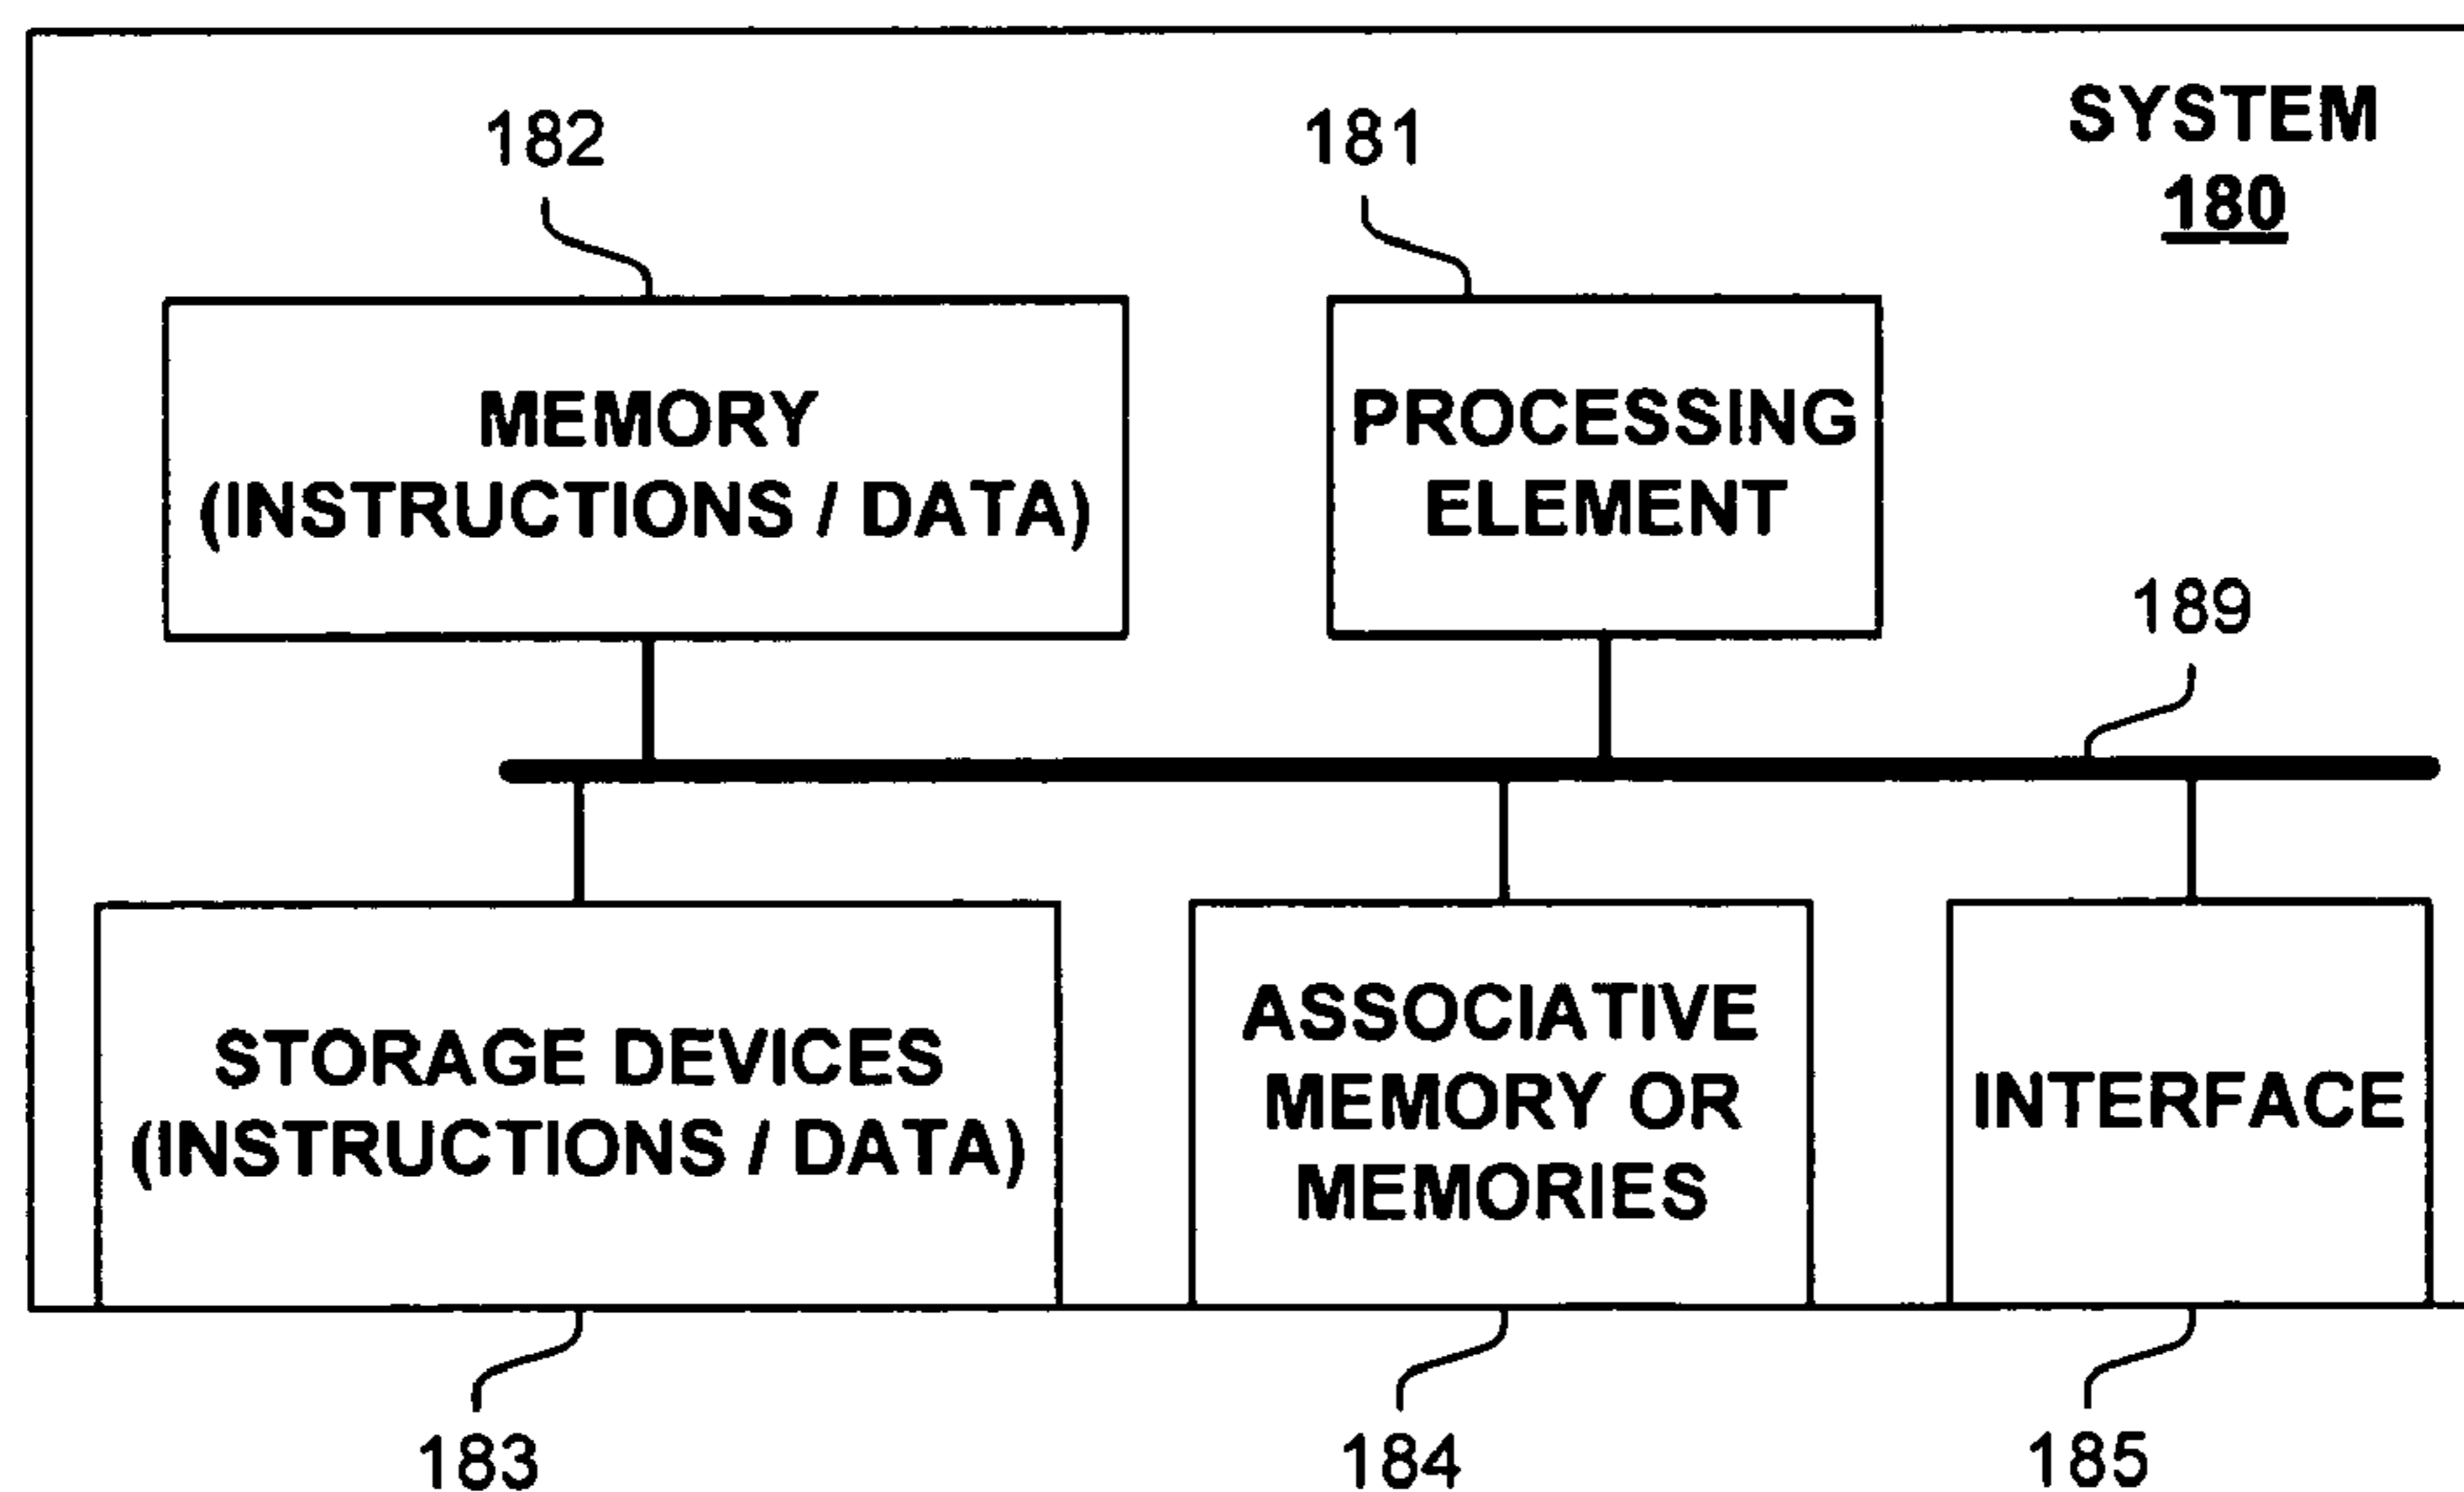 SYSTEM
180
182
181
MEMORY
(INSTRUCTIONS / DATA)
PROCESSING
ELEMENT
189
STORAGE DEVICES
(INSTRUCTIONS / DATA)
ASSOCIATIVE
MEMORY OR
MEMORIES
INTERFACE
183
184
185